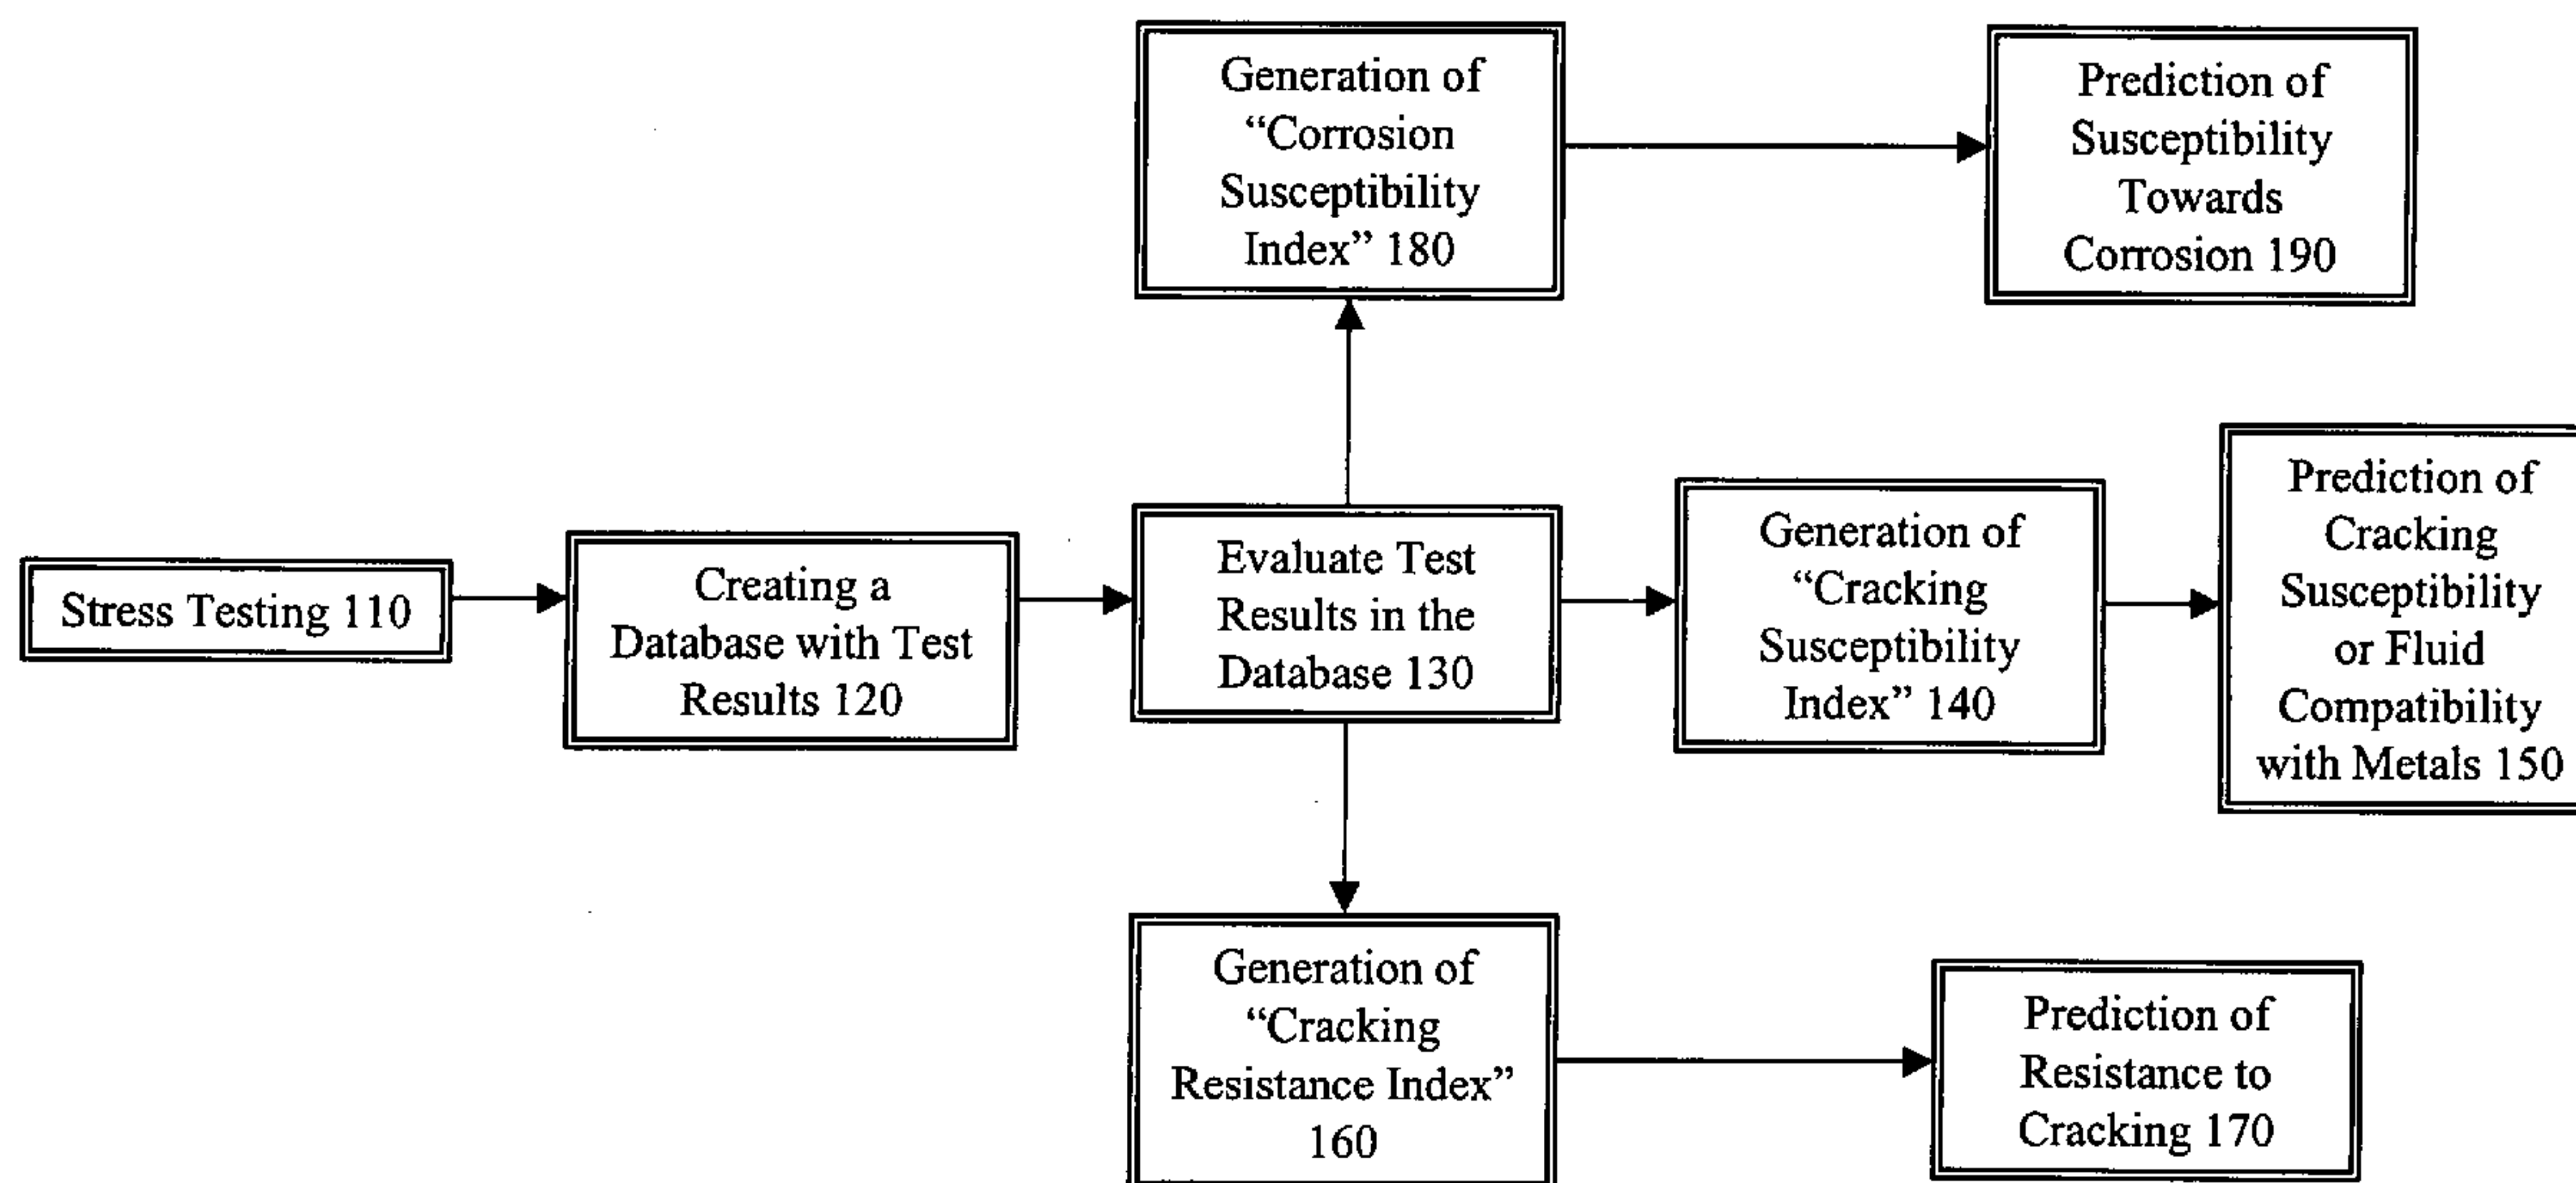 Generation of
“Corrosion
Susceptibility
Index” 180
Prediction of
Susceptibility
Towards
Corrosion 190
Stress Testing 110
Creating a
Database with Test
Results 120
Evaluate Test
Results in the
Database 130
Generation of
“Cracking
Susceptibility
Index” 140
Prediction of
Cracking
Susceptibility
or Fluid
Compatibility
with Metals 150
Generation of
“Cracking
Resistance Index”
160
Prediction of
Resistance to
Cracking 170